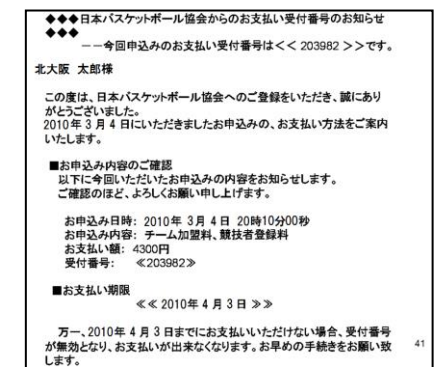 ◆◆◆日本バスケットボール協会からのお支払い受付番号のお知らせ
◆◆◆
――今回申込みのお支払い受付番号は<< 203982 >>です。
北大阪 太郎様
この度は、日本バスケットボール協会へのご登録をいただき、誠にあり
がとうございました。
2010年 3 月 4 日にいただきましたお申込みの、お支払い方法をご案内
いたします。
■お申込み内容のご確認
以下に今回いただいたお申込みの内容をお知らせします。
ご確認のほど、よろしくお願い申し上げます。
お申込み日時: 2010年 3月 4 日 20時10分00秒
お申込み内容: チーム加盟料、競技者登録料
お支払い額: 4300円
受付番号: ≪203982≫
■お支払い期限
≪≪ 2010年 4 月 3 日 ≫≫
万一、2010年 4 月 3 日までにお支払いいただけない場合、受付番号
が無効となり、お支払いが出来なくなります。お早めの手続きをお願い致
します。
41